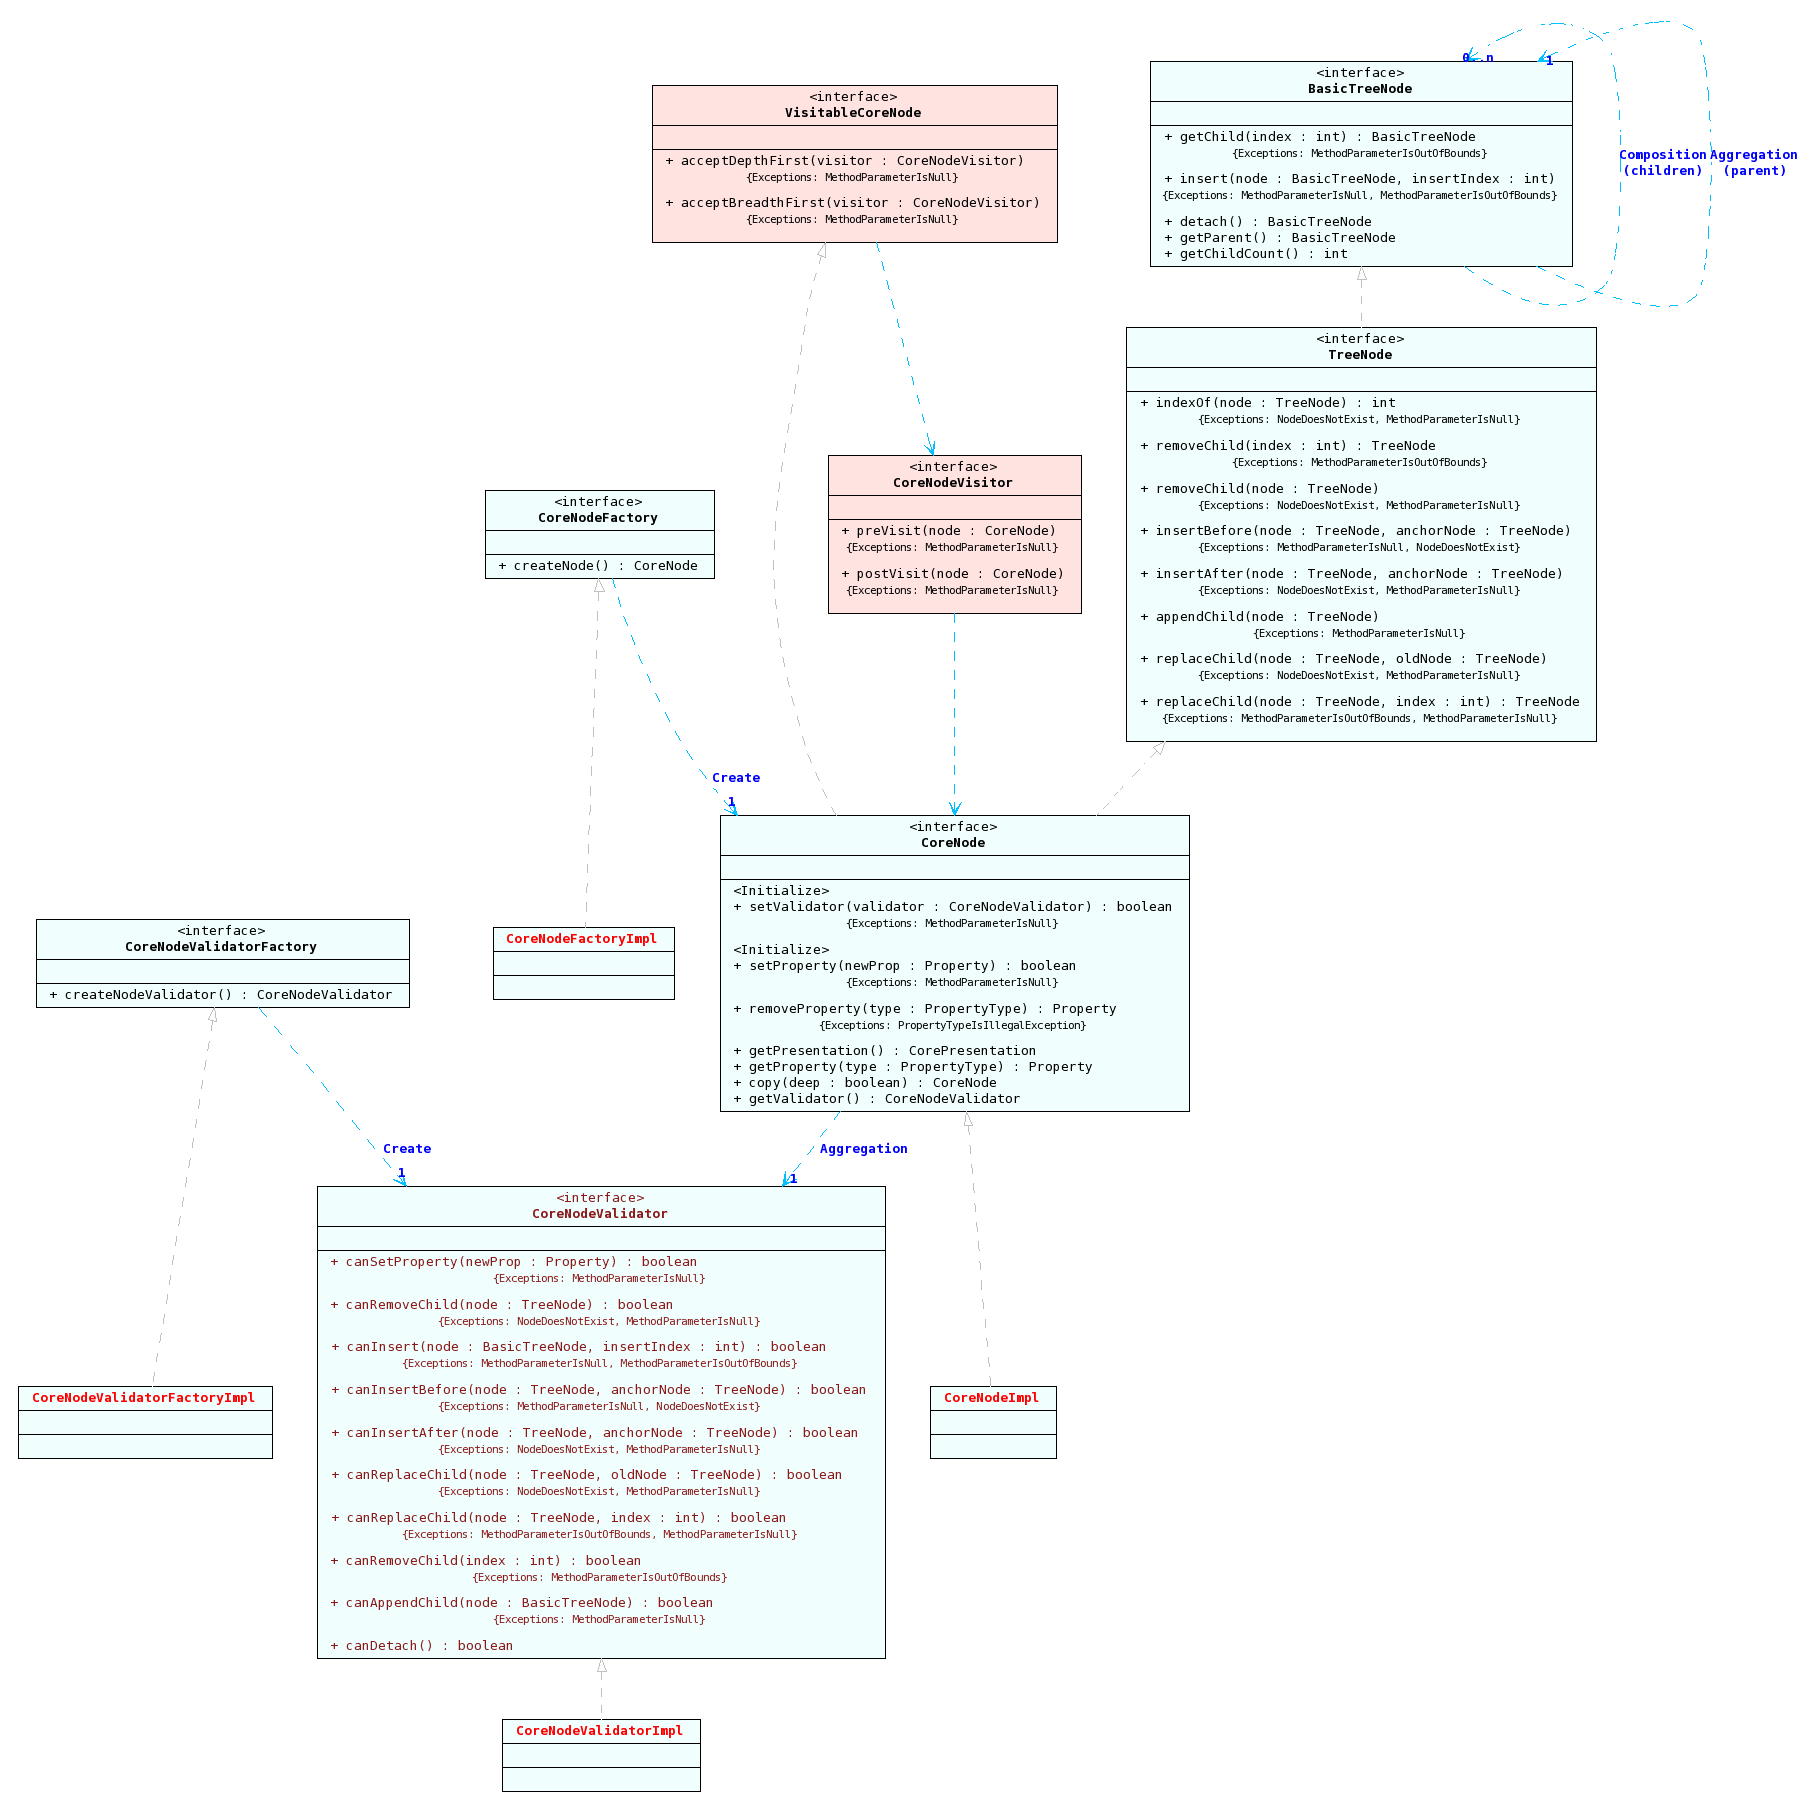 0..n
1
<interface>
BasicTreeNode
+ getChild(index : int) : BasicTreeNode
{Exceptions: MethodParameterIsOutOfBounds}
+ insert(node : BasicTreeNode, insertIndex : int)
{Exceptions: MethodParameterIsNull, MethodParameterIsOutOfBounds}
+ detach() : BasicTreeNode
+ getParent() : BasicTreeNode
+ getChildCount() : int
Composition
(children)
Aggregation
(parent)
<interface>
VisitableCoreNode
+ acceptDepthFirst(visitor : CoreNodeVisitor)
{Exceptions: MethodParameterIsNull}
+ acceptBreadthFirst(visitor : CoreNodeVisitor)
{Exceptions: MethodParameterIsNull}
<interface>
TreeNode
+ indexOf(node : TreeNode) : int
{Exceptions: NodeDoesNotExist, MethodParameterIsNull}
+ removeChild(index : int) : TreeNode
{Exceptions: MethodParameterIsOutOfBounds}
+ removeChild(node : TreeNode)
{Exceptions: NodeDoesNotExist, MethodParameterIsNull}
+ insertBefore(node : TreeNode, anchorNode : TreeNode)
{Exceptions: MethodParameterIsNull, NodeDoesNotExist}
+ insertAfter(node : TreeNode, anchorNode : TreeNode)
{Exceptions: NodeDoesNotExist, MethodParameterIsNull}
+ appendChild(node : TreeNode)
{Exceptions: MethodParameterIsNull}
+ replaceChild(node : TreeNode, oldNode : TreeNode)
{Exceptions: NodeDoesNotExist, MethodParameterIsNull}
+ replaceChild(node : TreeNode, index : int) : TreeNode
{Exceptions: MethodParameterIsOutOfBounds, MethodParameterIsNull}
<interface>
CoreNodeVisitor
+ preVisit(node : CoreNode)
{Exceptions: MethodParameterIsNull}
+ postVisit(node : CoreNode)
{Exceptions: MethodParameterIsNull}
<interface>
CoreNodeFactory
+ createNode() : CoreNode
Create
1
<interface>
CoreNode
<Initialize>
+ setValidator(validator : CoreNodeValidator) : boolean
{Exceptions: MethodParameterIsNull}
<Initialize>
+ setProperty(newProp : Property) : boolean
{Exceptions: MethodParameterIsNull}
+ removeProperty(type : PropertyType) : Property
{Exceptions: PropertyTypeIsIllegalException}
+ getPresentation() : CorePresentation
+ getProperty(type : PropertyType) : Property
+ copy(deep : boolean) : CoreNode
+ getValidator() : CoreNodeValidator
CoreNodeFactoryImpl
<interface>
CoreNodeValidatorFactory
+ createNodeValidator() : CoreNodeValidator
Create
1
Aggregation
1
<interface>
CoreNodeValidator
+ canSetProperty(newProp : Property) : boolean
{Exceptions: MethodParameterIsNull}
+ canRemoveChild(node : TreeNode) : boolean
{Exceptions: NodeDoesNotExist, MethodParameterIsNull}
+ canInsert(node : BasicTreeNode, insertIndex : int) : boolean
{Exceptions: MethodParameterIsNull, MethodParameterIsOutOfBounds}
+ canInsertBefore(node : TreeNode, anchorNode : TreeNode) : boolean
{Exceptions: MethodParameterIsNull, NodeDoesNotExist}
+ canInsertAfter(node : TreeNode, anchorNode : TreeNode) : boolean
{Exceptions: NodeDoesNotExist, MethodParameterIsNull}
+ canReplaceChild(node : TreeNode, oldNode : TreeNode) : boolean
{Exceptions: NodeDoesNotExist, MethodParameterIsNull}
+ canReplaceChild(node : TreeNode, index : int) : boolean
{Exceptions: MethodParameterIsOutOfBounds, MethodParameterIsNull}
+ canRemoveChild(index : int) : boolean
{Exceptions: MethodParameterIsOutOfBounds}
+ canAppendChild(node : BasicTreeNode) : boolean
{Exceptions: MethodParameterIsNull}
+ canDetach() : boolean
CoreNodeValidatorFactoryImpl
CoreNodeImpl
CoreNodeValidatorImpl